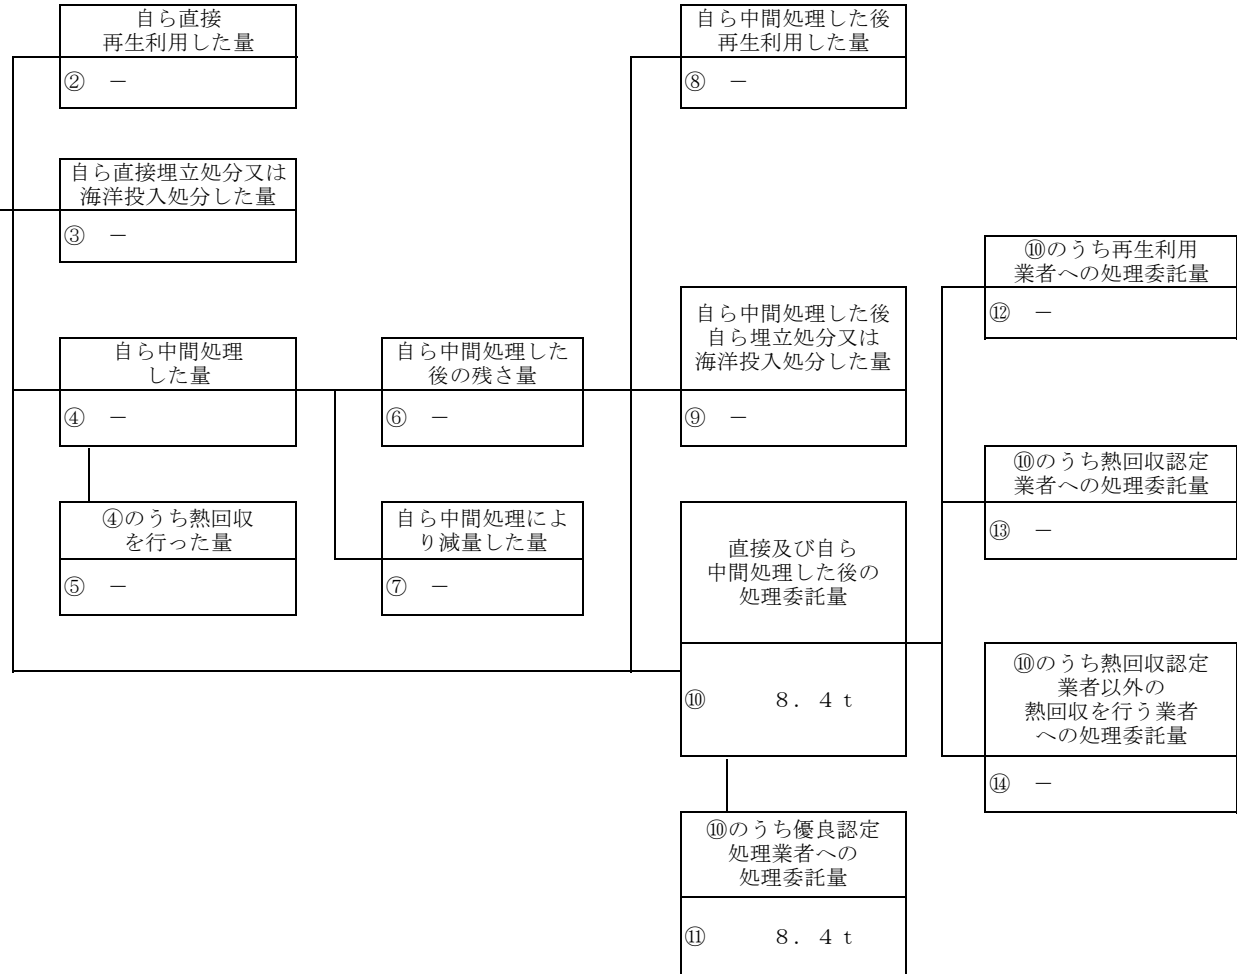 自ら直接
再生利用した量
② －
自ら中間処理した後
再生利用した量
⑧ －
自ら直接埋立処分又は
海洋投入処分した量
③ －
⑩のうち再生利用
業者への処理委託量
⑫ －
自ら中間処理した後
自ら埋立処分又は
海洋投入処分した量
⑨ －
自ら中間処理
した量
④ －
自ら中間処理した
後の残さ量
⑥ －
⑩のうち熱回収認定
業者への処理委託量
⑬ －
④のうち熱回収
を行った量
⑤ －
自ら中間処理によ
り減量した量
⑦ －
直接及び自ら
中間処理した後の
処理委託量
⑩ ８．４ｔ
⑩のうち熱回収認定
業者以外の
熱回収を行う業者
への処理委託量
⑭ －
⑩のうち優良認定
処理業者への
処理委託量
⑪ ８．４ｔ